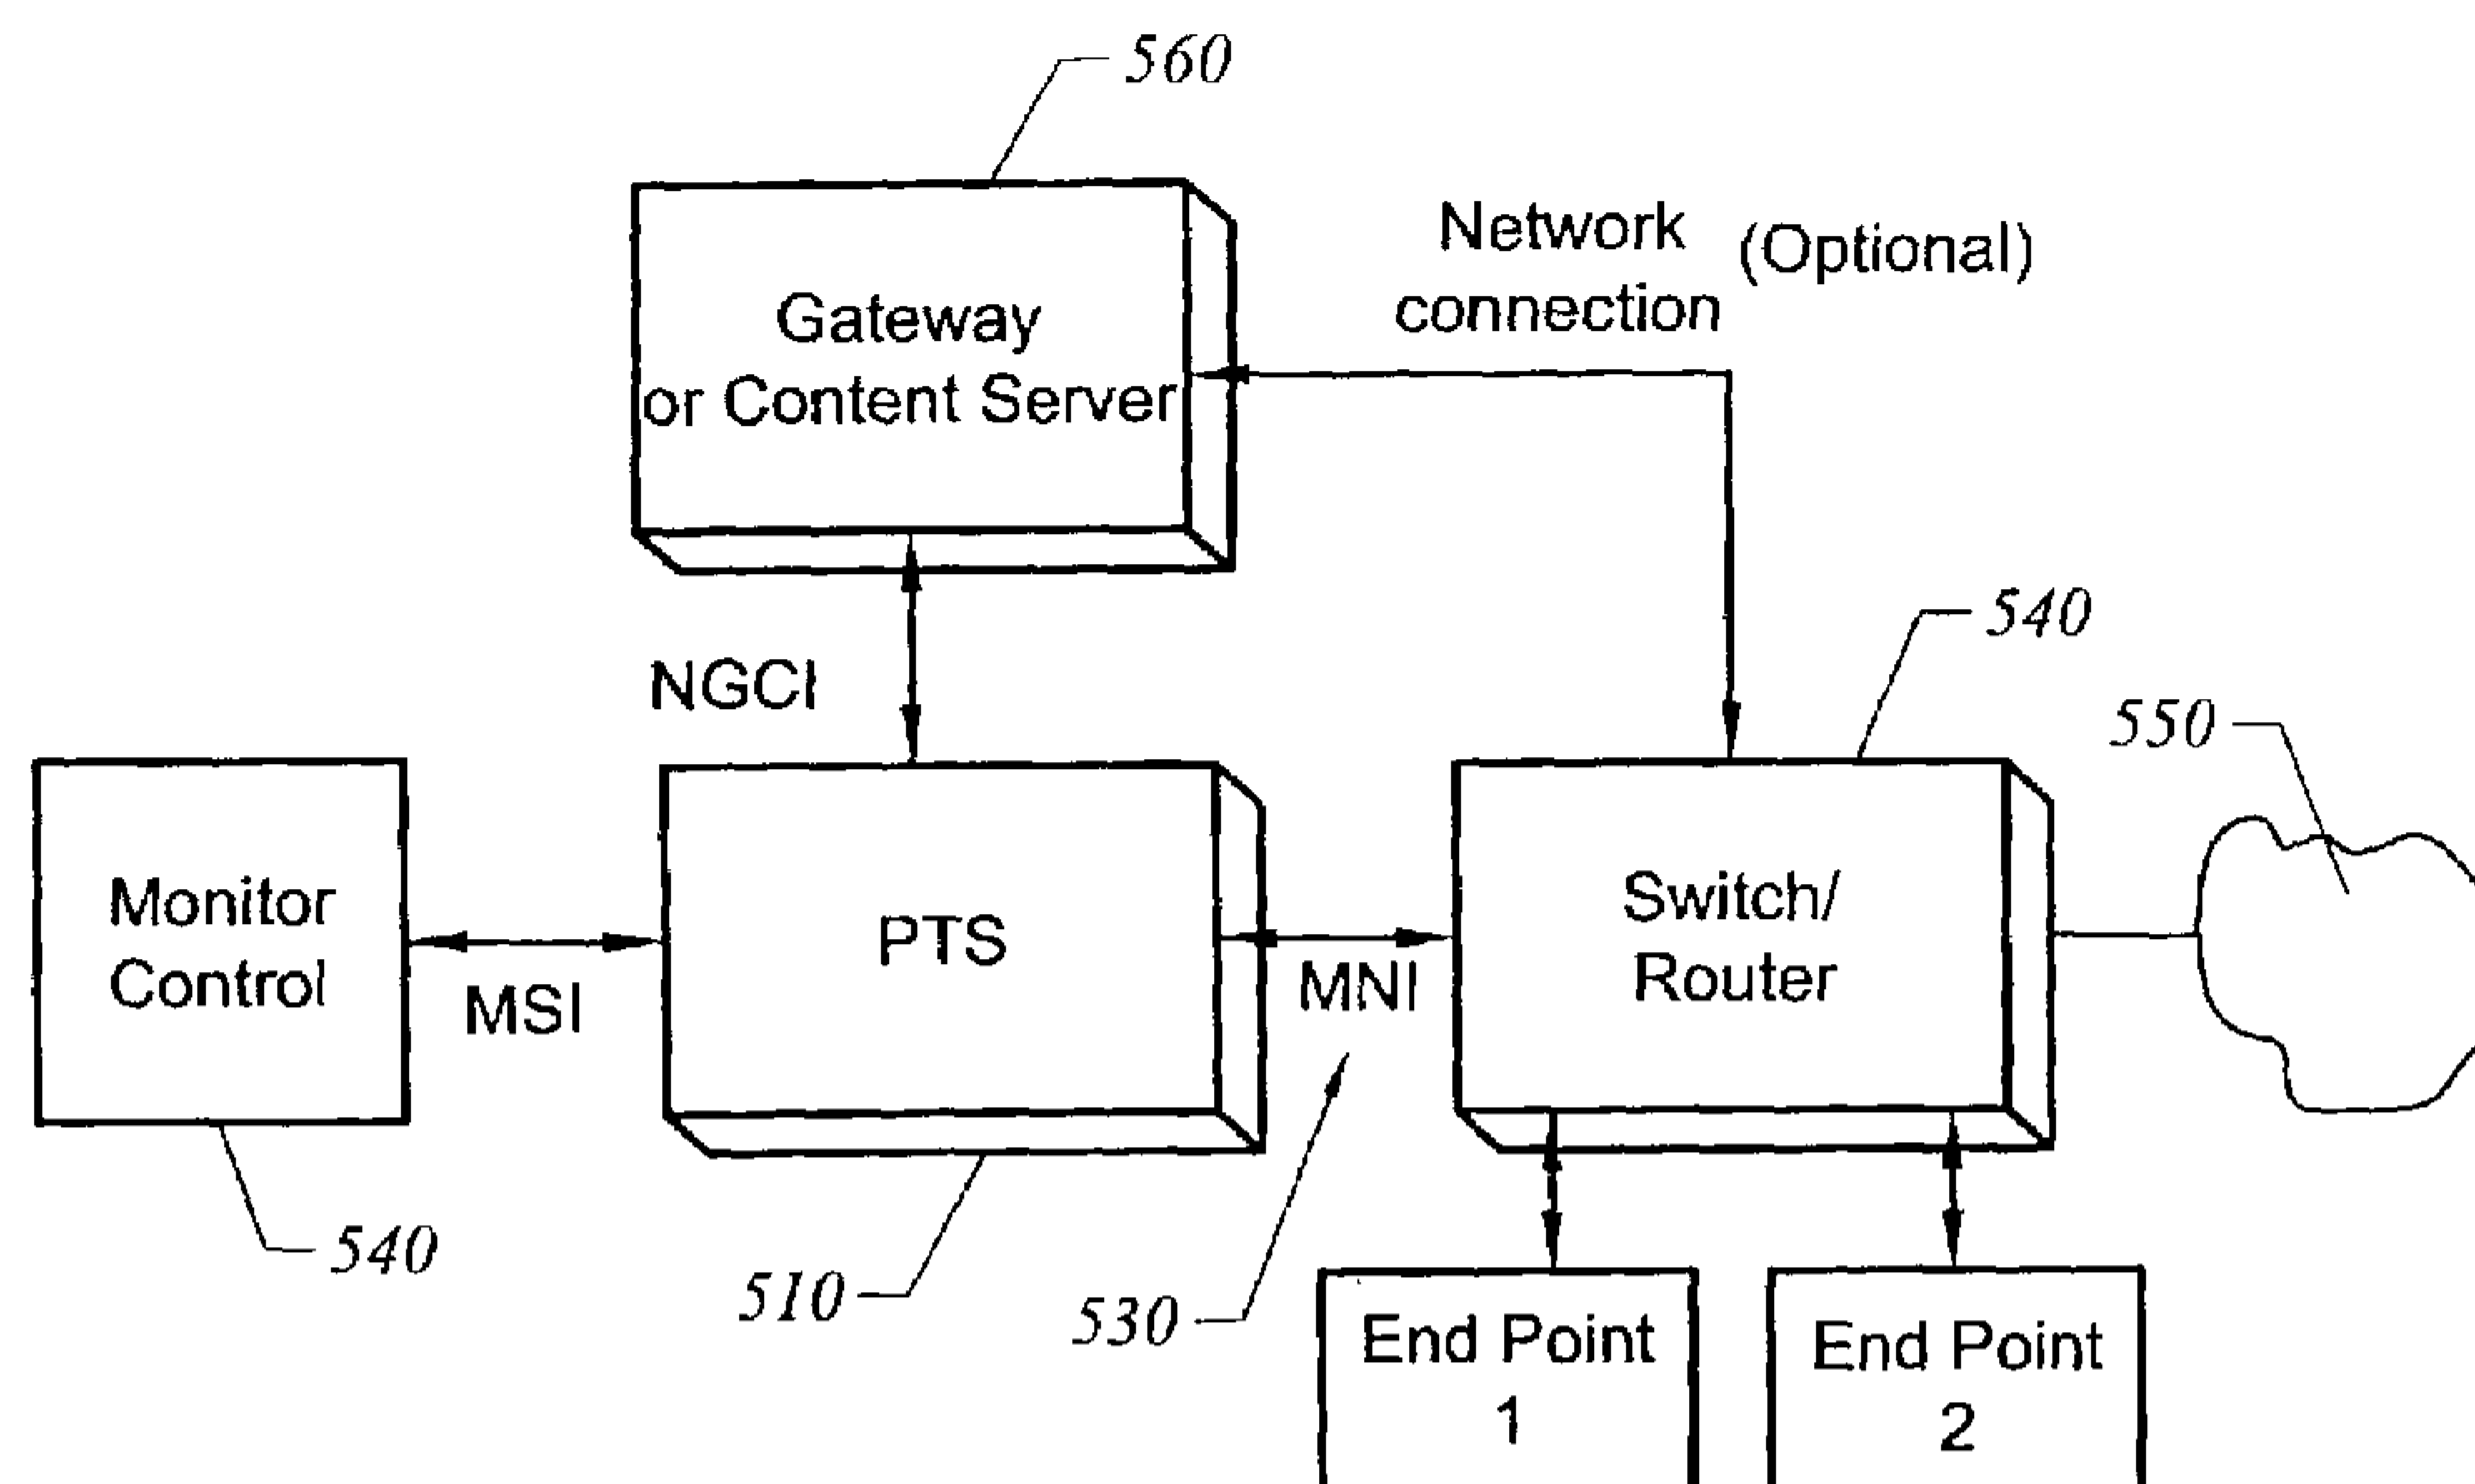 560
Network
connection
(Optional)
Gateway
or Content Server
540
NGCI
550
Monitor
Control
MSI
PTS
MNI
Switch/
Router
540
510
530
End Point
1
End Point
2